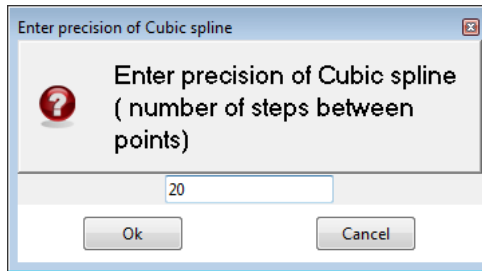 Enter precision of Cubic spline
Enter precision of Cubic spline
( number of steps between
points)
20
Ok
Cancel